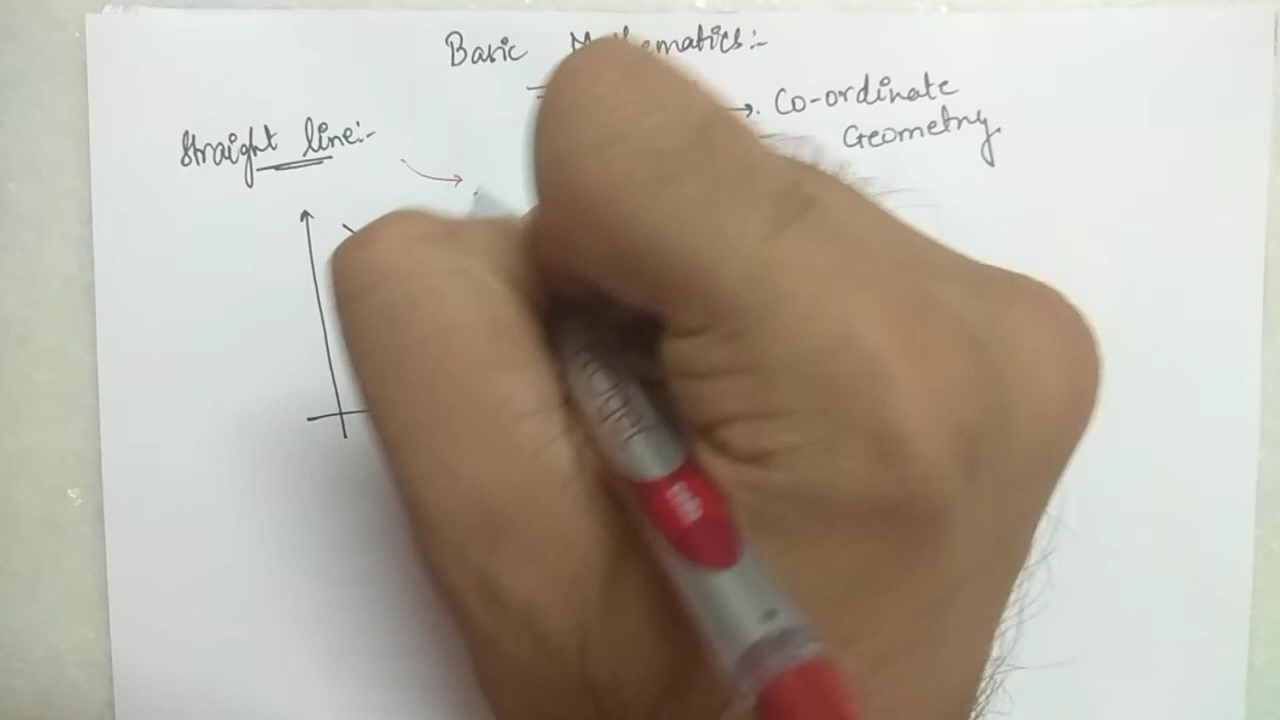 Basic
→. Co-ordinate
Geometry
Straight line:-